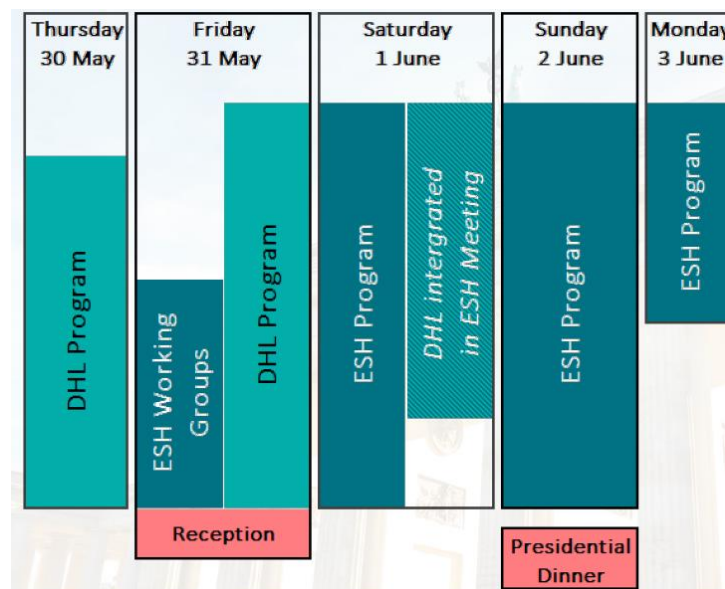 Thursday
30 May
Friday
31 May
Saturday
1 June
Sunday
2 June
Monday
3 June
DHL Program
ESH Working
Groups
DHL Program
ESH Program
DHL intergrated
in ESH Meeting
ESH Program
ESH Program
Reception
Presidential
Dinner